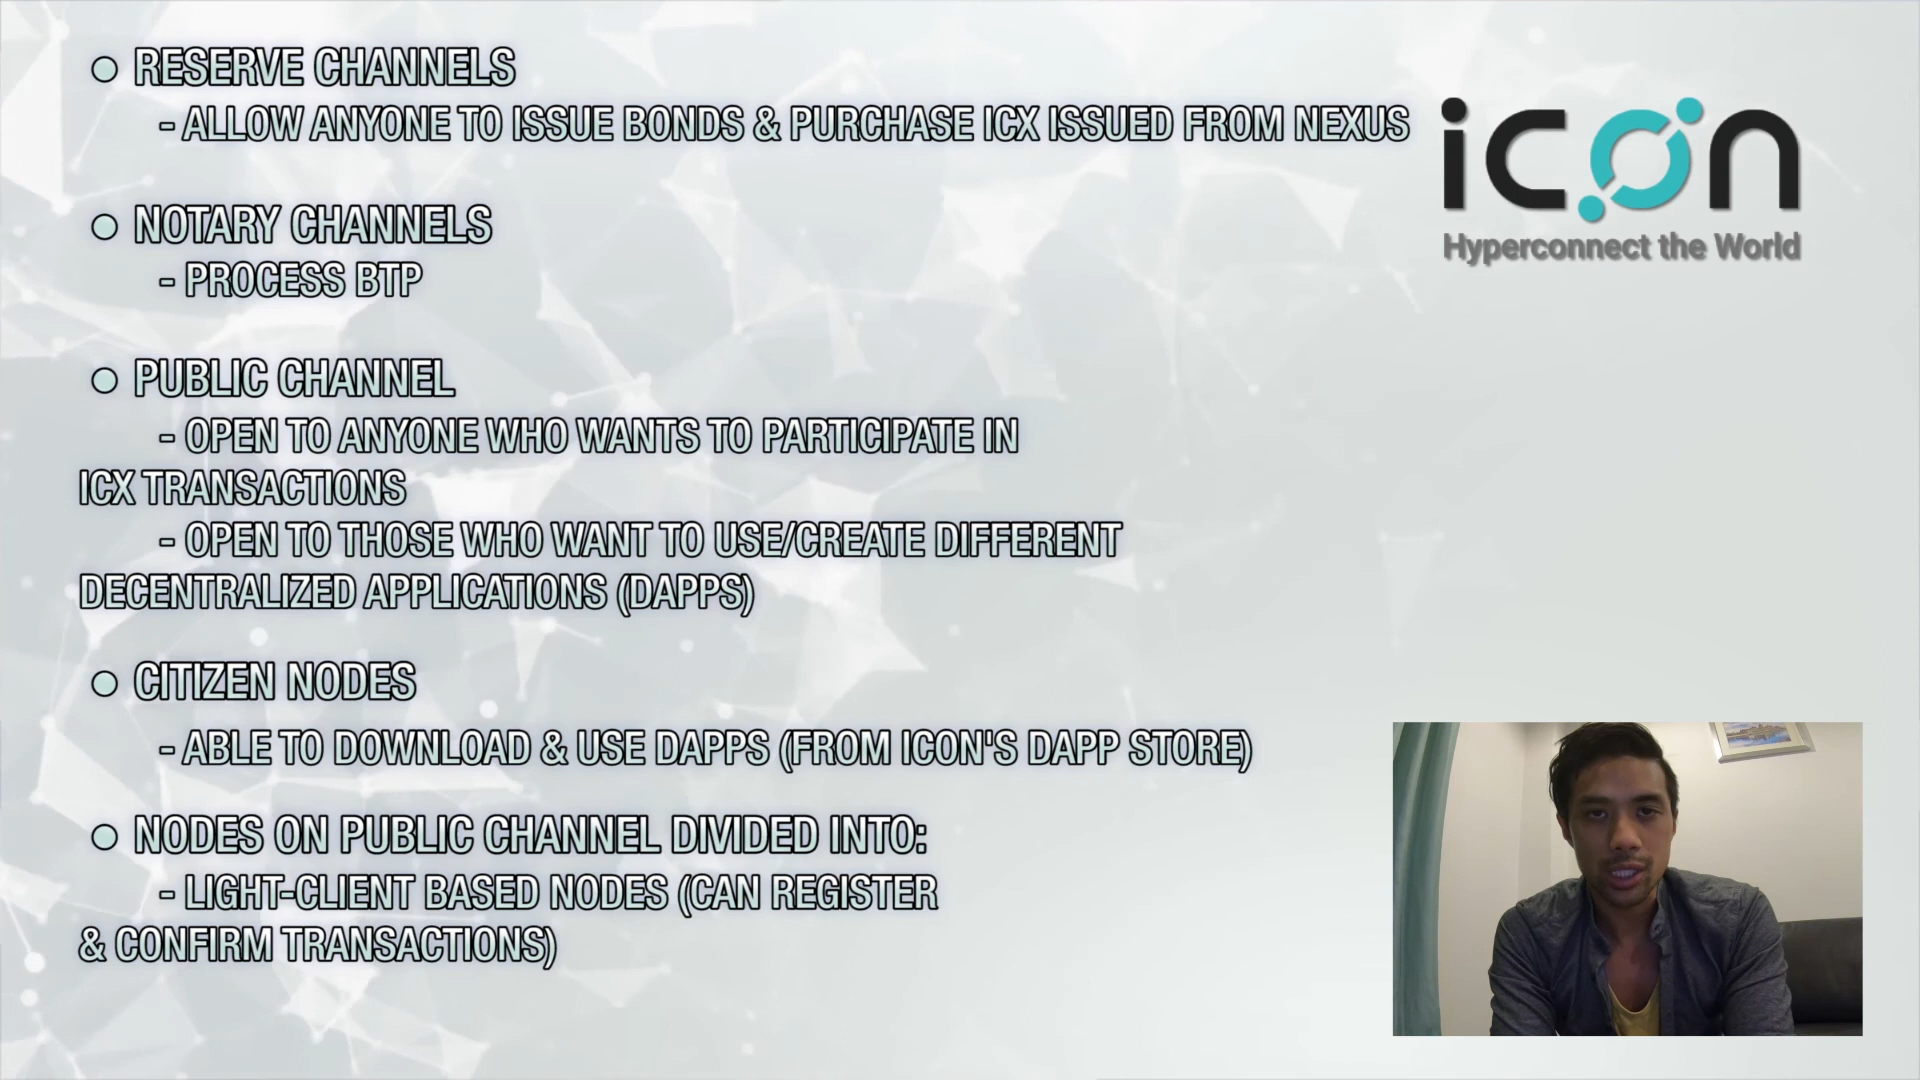 ● RESERVE CHANNELS
- ALLOW ANYONE TO ISSUE BONDS & PURCHASE ICX ISSUED FROM NEXUS
● NOTARY CHANNELS
- PROCESS BTP
● PUBLIC CHANNEL
- OPEN TO ANYONE WHO WANTS TO PARTICIPATE IN
ICX TRANSACTIONS
- OPEN TO THOSE WHO WANT TO USE/CREATE DIFFERENT
DECENTRALIZED APPLICATIONS (DAPPS)
● CITIZEN NODES
- ABLE TO DOWNLOAD & USE DAPPS (FROM ICON'S DAPP STORE)
● NODES ON PUBLIC CHANNEL DIVIDED INTO:
- LIGHT-CLIENT BASED NODES (CAN REGISTER
& CONFIRM TRANSACTIONS)
icon
Hyperconnect the World